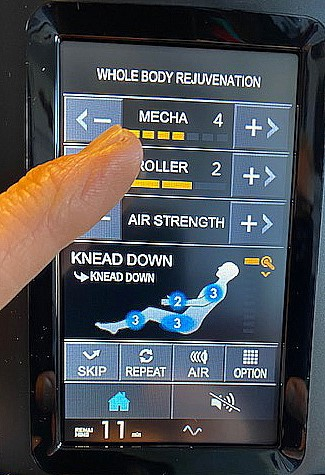 WHOLE BODY REJUVENATION
MECHA 4
ROLLER 2
AIR STRENGTH
KNEAD DOWN
KNEAD DOWN
3
2
3
3
SKIP REPEAT AIR OPTION
REMAINING 11 min